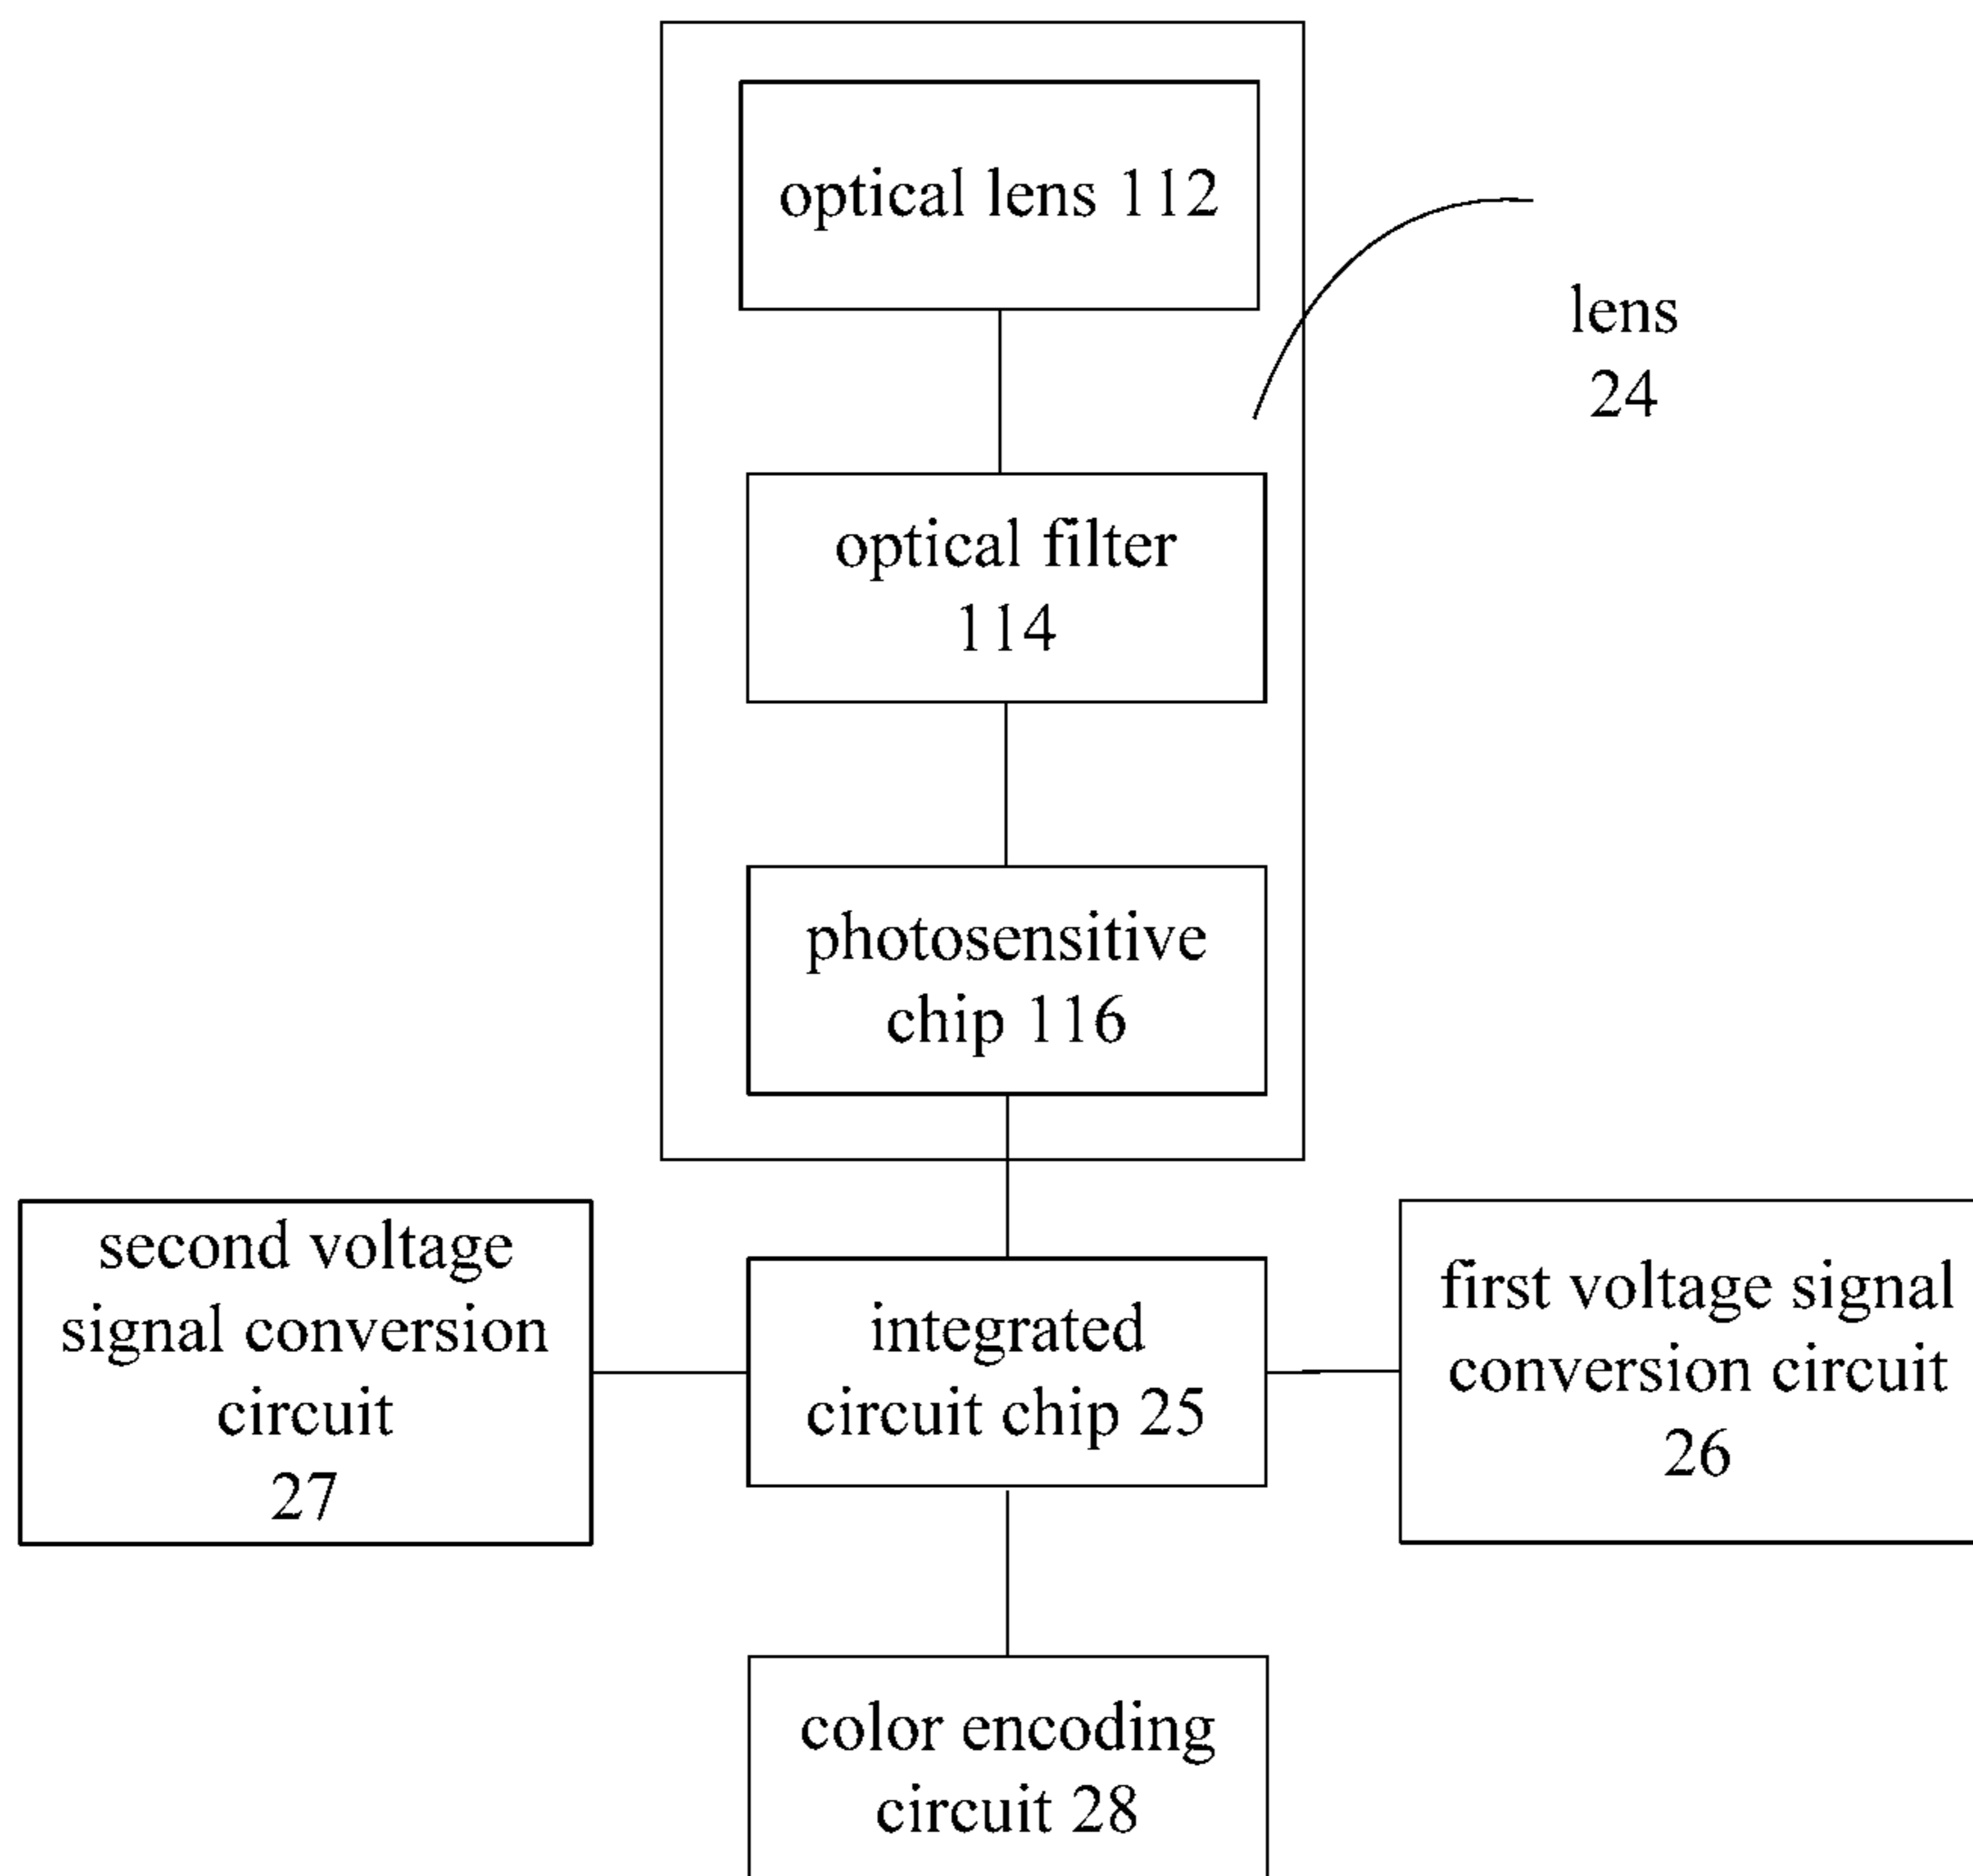 optical lens 112
lens
24
optical filter
114
photosensitive
chip 116
second voltage
signal conversion
circuit
27
integrated
circuit chip 25
first voltage signal
conversion circuit
26
color encoding
circuit 28